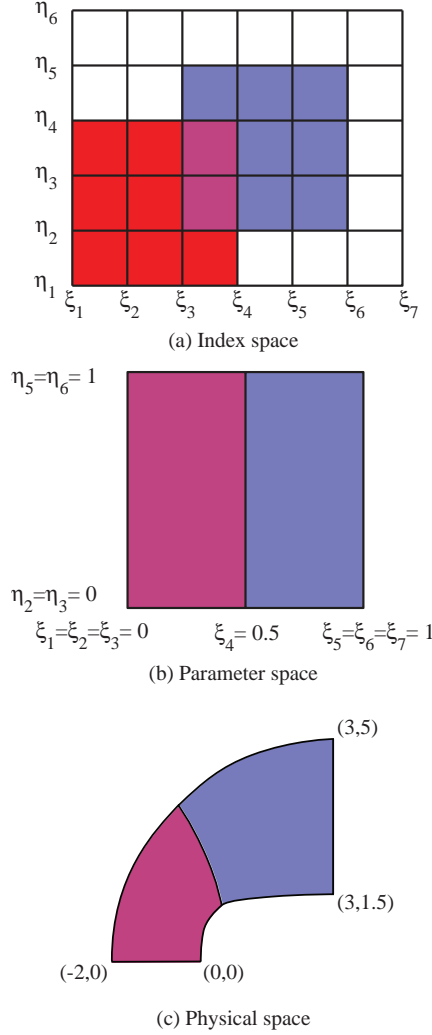 η₆
η₅
η₄
η₃
η₂
η₁
ξ₁ ξ₂ ξ₃ ξ₄ ξ₅ ξ₆ ξ₇
(a) Index space
η₅=η₆= 1
η₂=η₃= 0
ξ₁=ξ₂=ξ₃= 0 ξ₄= 0.5 ξ₅=ξ₆=ξ₇= 1
(b) Parameter space
(3,5)
(3,1.5)
(-2,0) (0,0)
(c) Physical space